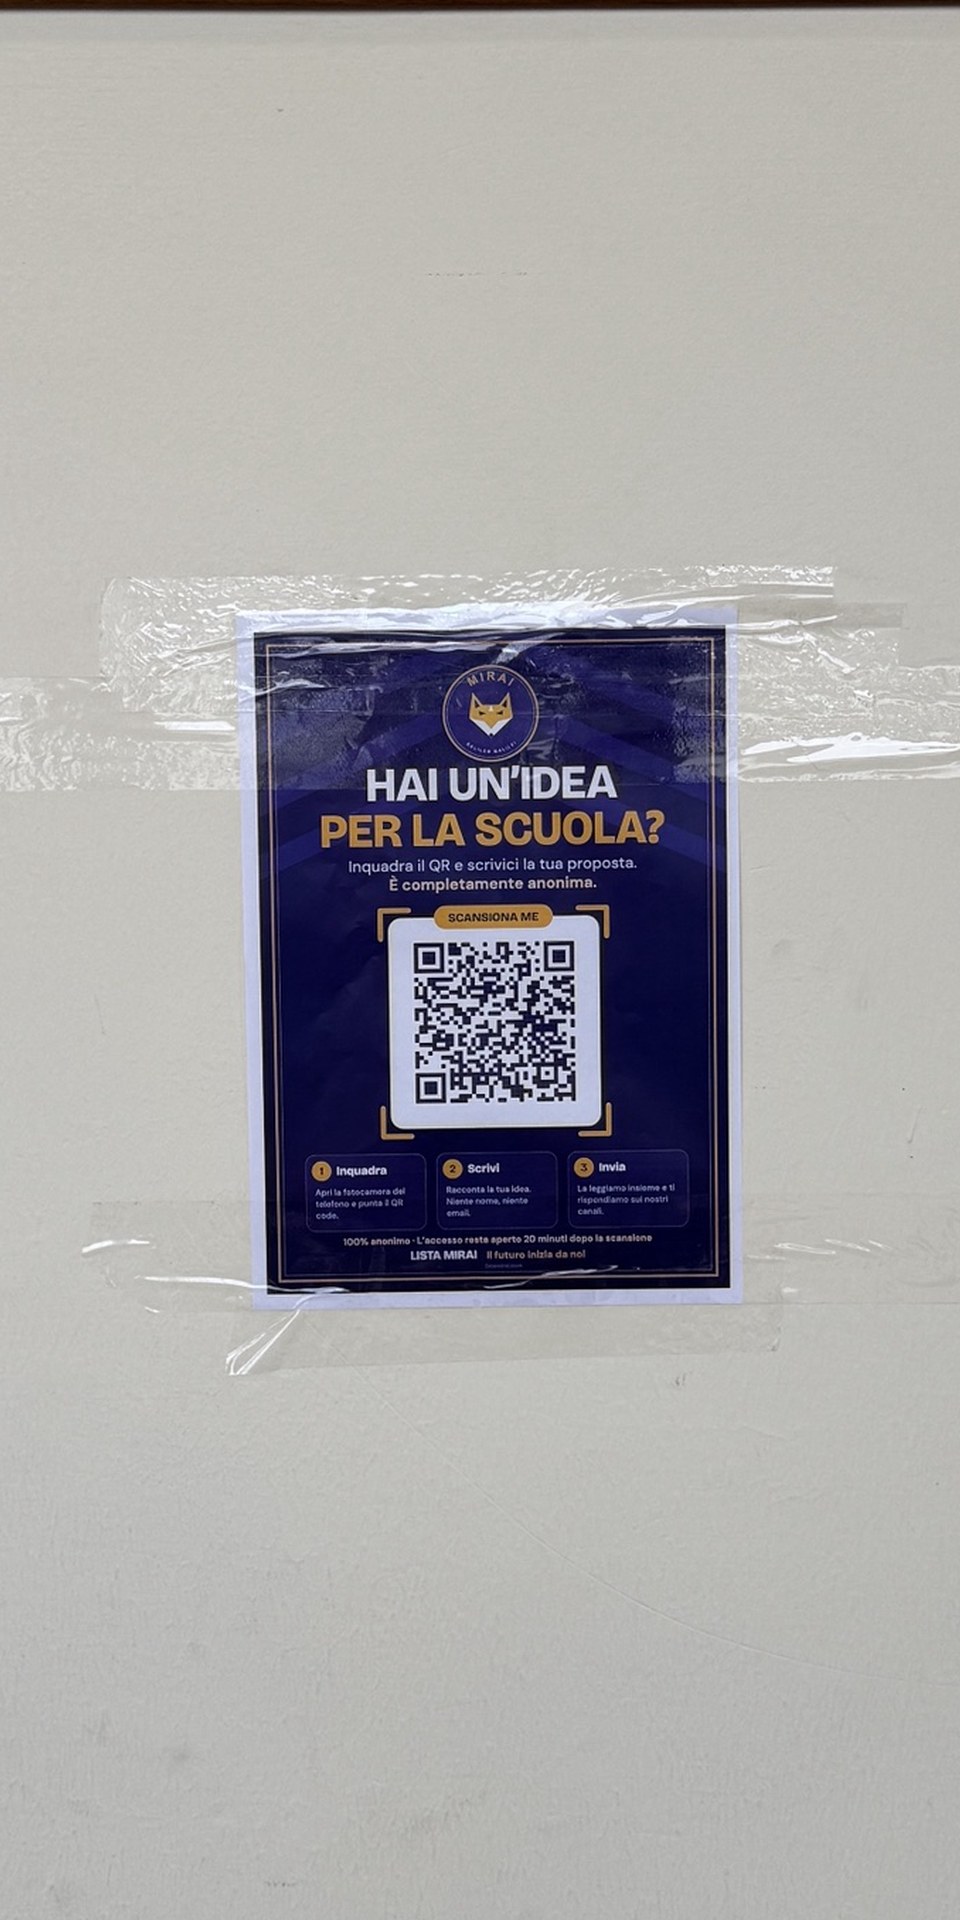 MIRAI
HAI UN'IDEA
PER LA SCUOLA?
Inquadra il QR e scrivici la tua proposta.
È completamente anonima.
SCANSIONA ME
1 Inquadra
Apri la fotocamera del
telefono e punta il QR
code.
2 Scrivi
Racconta la tua idea.
Niente nome, niente
email.
3 Invia
La leggiamo insieme e ti
rispondiamo sui nostri
canali.
100% anonimo · L'accesso resta aperto 20 minuti dopo la scansione
LISTA MIRAI Il futuro inizia da noi